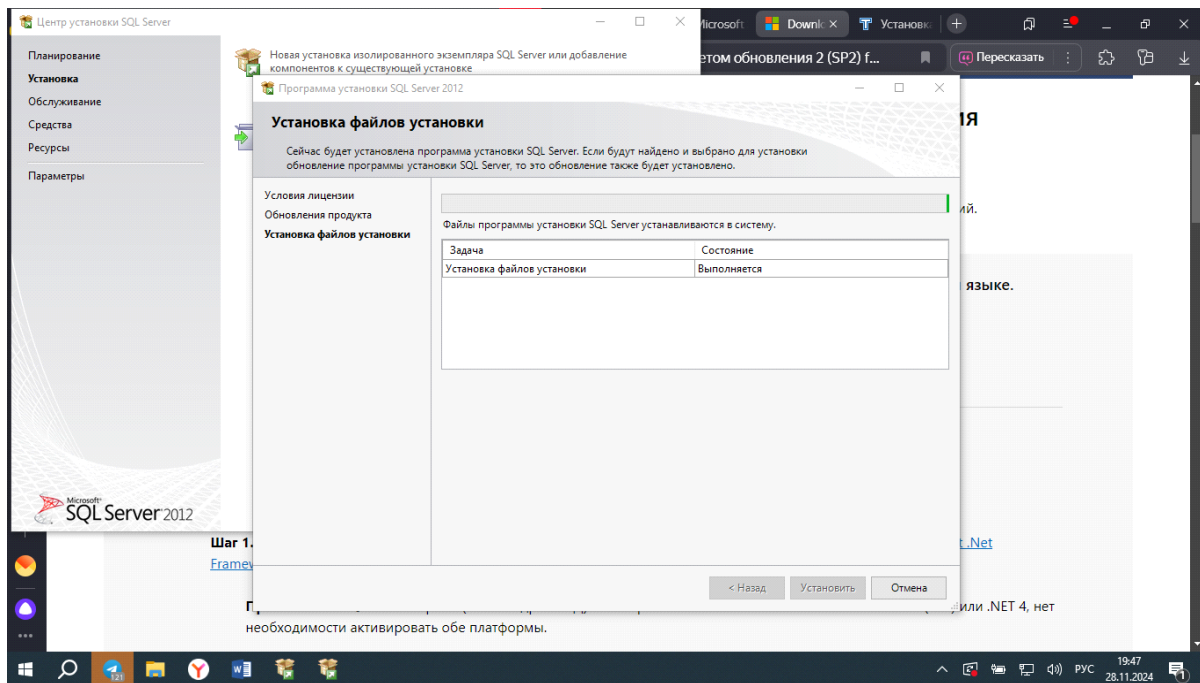 Центр установки SQL Server
Microsoft
Downlc
Установка
Планирование
Установка
Обслуживание
Средства
Ресурсы
Параметры
Новая установка изолированного экземпляра SQL Server или добавление
компонентов к существующей установке
етом обновления 2 (SP2) f...
Пересказать
Программа установки SQL Server 2012
Установка файлов установки
Сейчас будет установлена программа установки SQL Server. Если будут найдено и выбрано для установки
обновление программы установки SQL Server, то это обновление также будет установлено.
Условия лицензии
Обновления продукта
Установка файлов установки
Файлы программы установки SQL Server устанавливаются в систему.
Задача Состояние
Установка файлов установки Выполняется
< Назад Установить Отмена
ия
ий.
языке.
Microsoft
SQL Server 2012
Шаг 1.
t .Net
Framew
или .NET 4, нет
необходимости активировать обе платформы.
121
РУС
19:47
28.11.2024
1